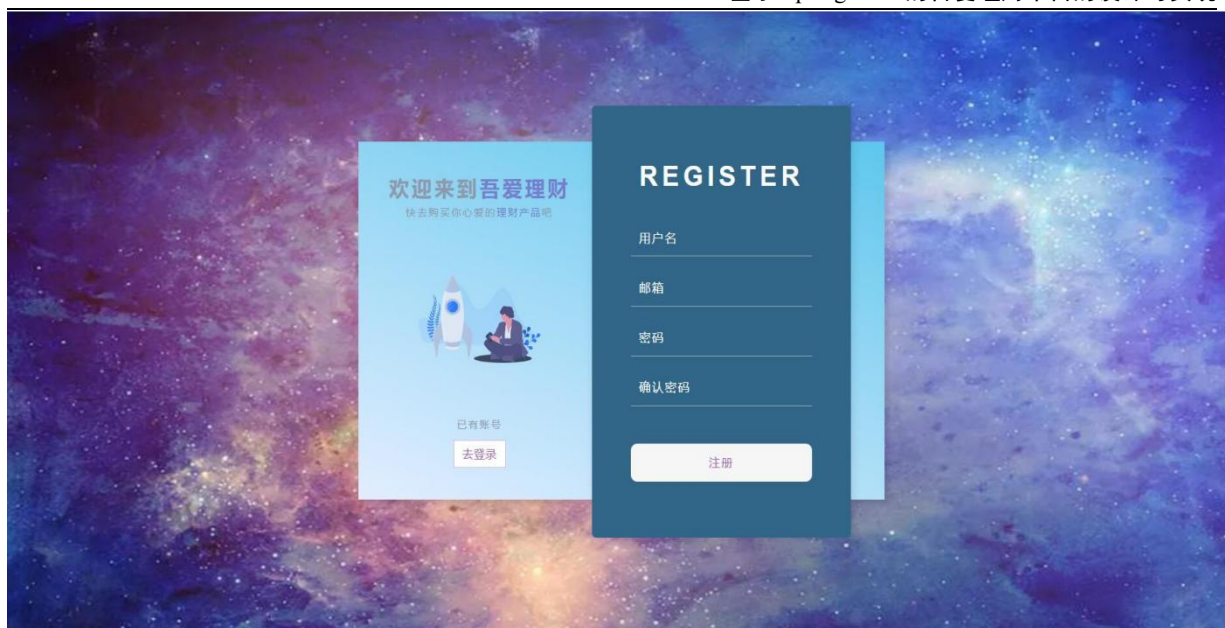 欢迎来到吾爱理财
快去购买你心爱的理财产品吧
已有账号
去登录
REGISTER
用户名
邮箱
密码
确认密码
注册